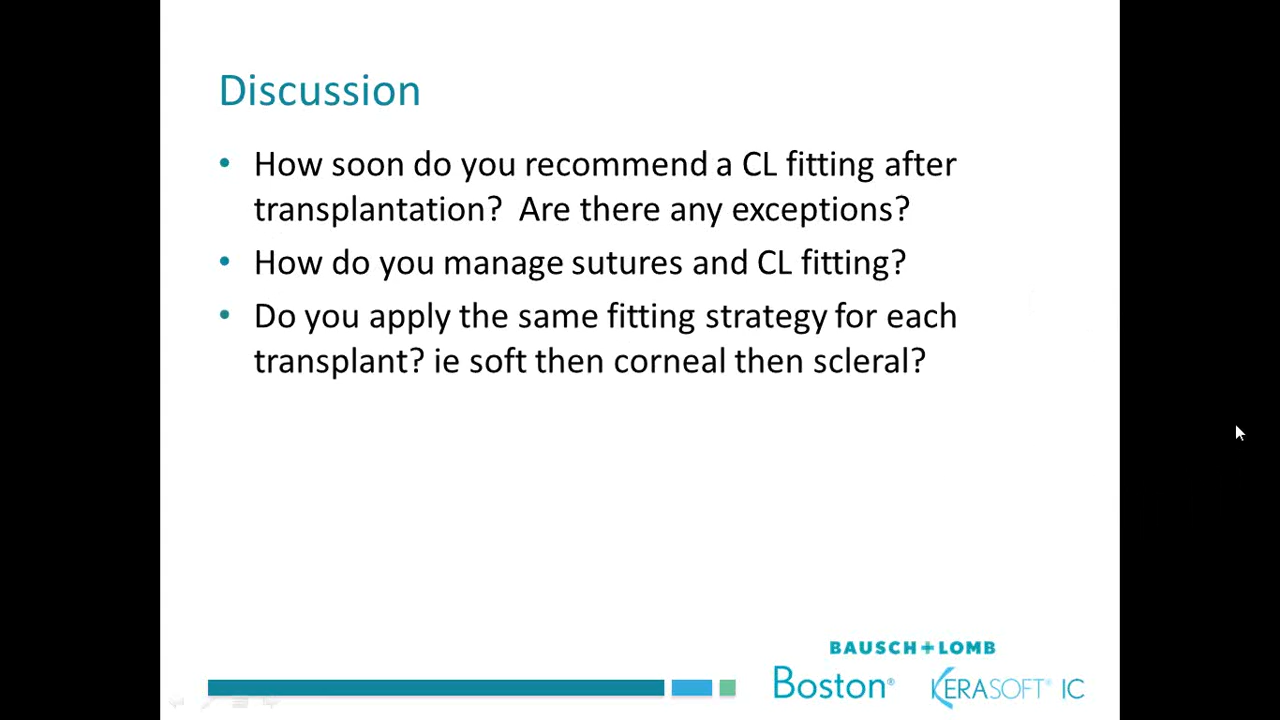 Discussion
• How soon do you recommend a CL fitting after
transplantation?  Are there any exceptions?
• How do you manage sutures and CL fitting?
• Do you apply the same fitting strategy for each
transplant? ie soft then corneal then scleral?
BAUSCH+LOMB
Boston® KERASOFT® IC